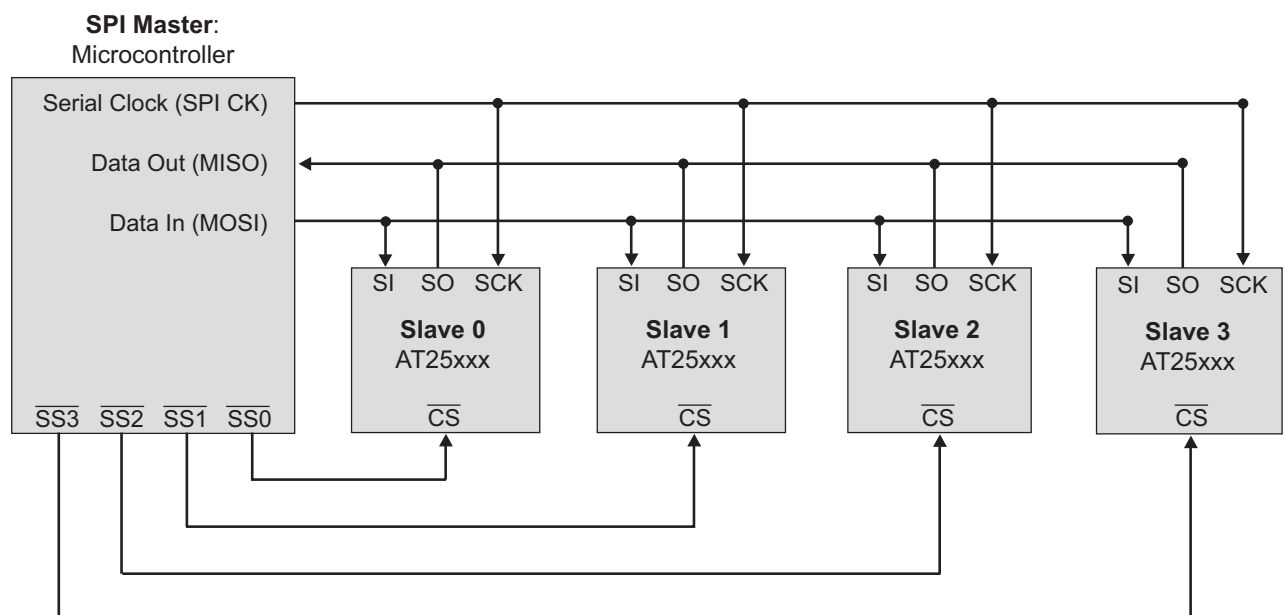 SPI Master:
Microcontroller
Serial Clock (SPI CK)
Data Out (MISO)
Data In (MOSI)
SS3 SS2 SS1 SS0
SI SO SCK
Slave 0
AT25xxx
CS
SI SO SCK
Slave 1
AT25xxx
CS
SI SO SCK
Slave 2
AT25xxx
CS
SI SO SCK
Slave 3
AT25xxx
CS